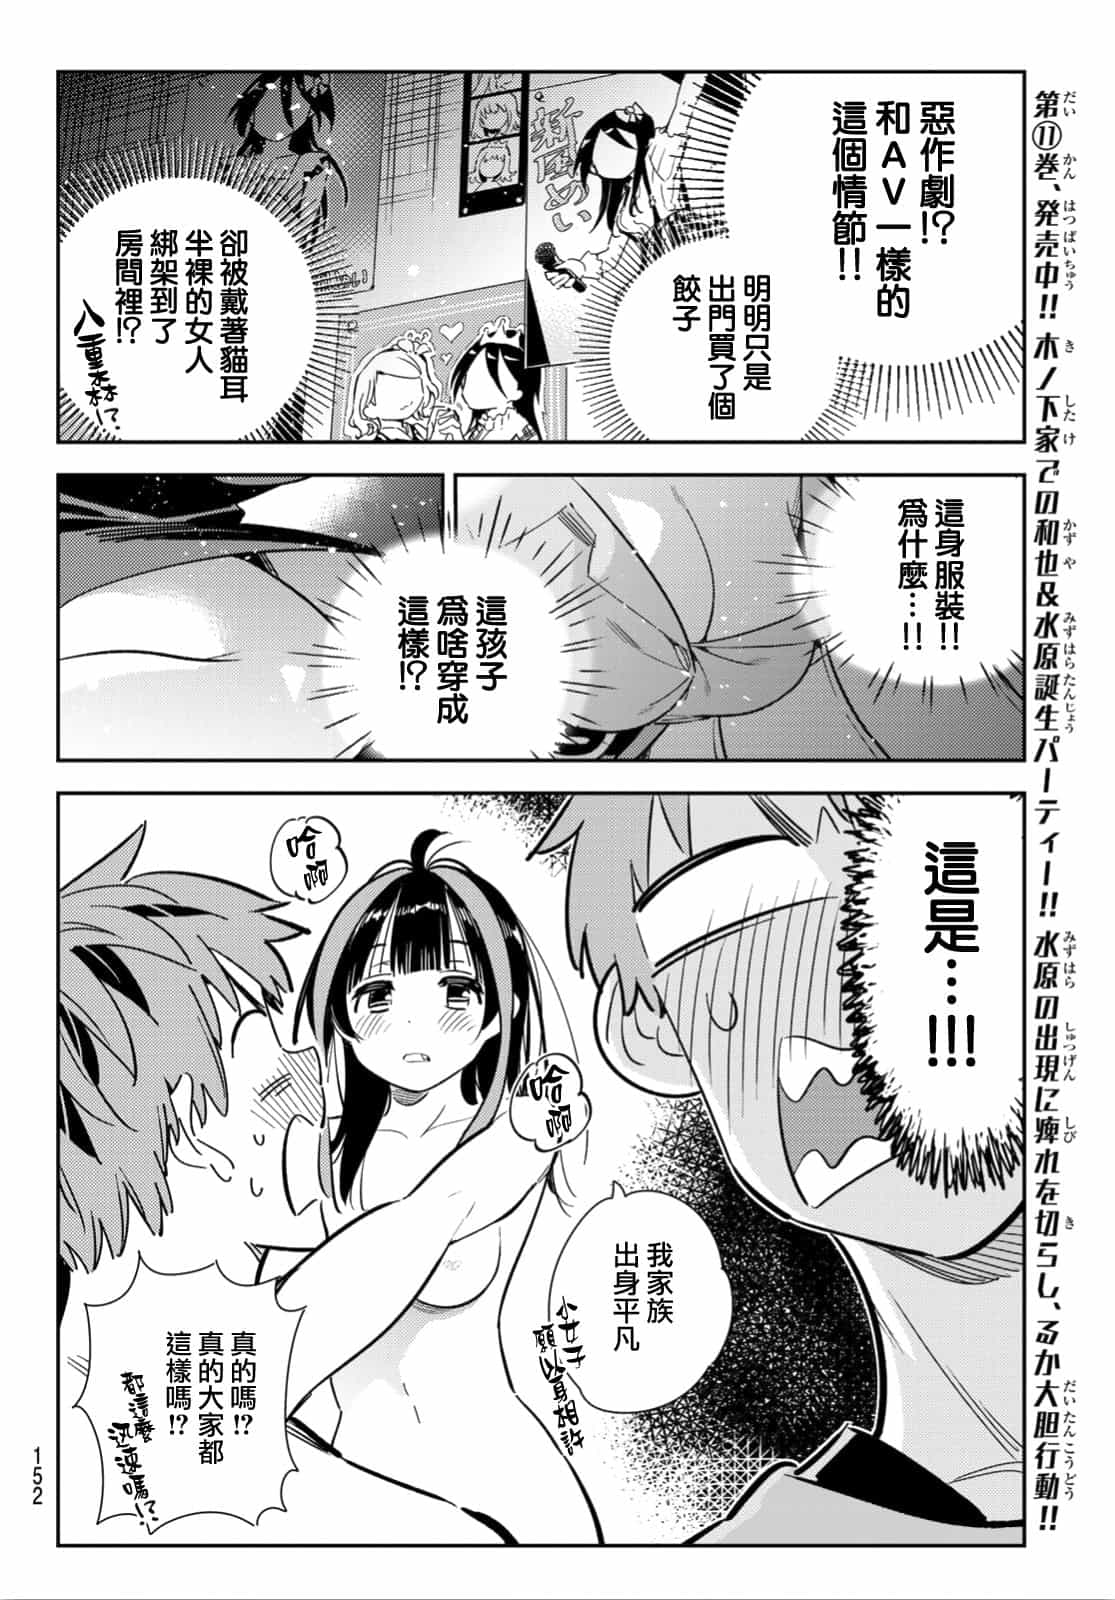 第⑪巻、発売中!!木ノ下家での和也&水原誕生パーティー!!水原の出現に痺れを切らし、るか大胆行動!!
惡作劇!?
和AV一樣的
這個情節!!
明明只是
出門買了個
餃子
卻被戴著貓耳
半裸的女人
綁架到了
房間裡!?
八重森!?
這身服裝!!
為什麼…!!
這孩子
為啥穿成
這樣!?
這是…!!!
哈啊
哈啊
我家族
出身平凡
小女子
願以身相許
真的嗎!?
真的大家都
這樣嗎!?
都這麼
迅速嗎!?
152